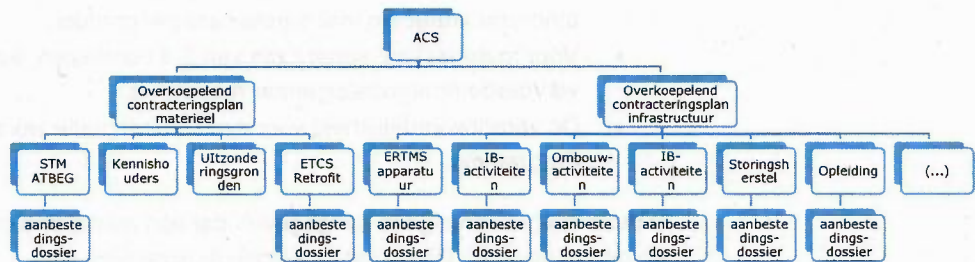 ACS
Overkoepelend
contracteringsplan
materieel
Overkoepelend
contracteringsplan
infrastructuur
STM
ATBEG
Kennisho
uders
UItzonde
ringsgron
den
ETCS
Retrofit
ERTMS
apparatu
ur
IB-
activiteite
n
Ombouw-
activiteite
n
IB-
activiteite
n
Storingsh
erstel
Opleiding
(...)
aanbeste
dings-
dossier
aanbeste
dings-
dossier
aanbeste
dings-
dossier
aanbeste
dings-
dossier
aanbeste
dings-
dossier
aanbeste
dings-
dossier
aanbeste
dings-
dossier
aanbeste
dings-
dossier